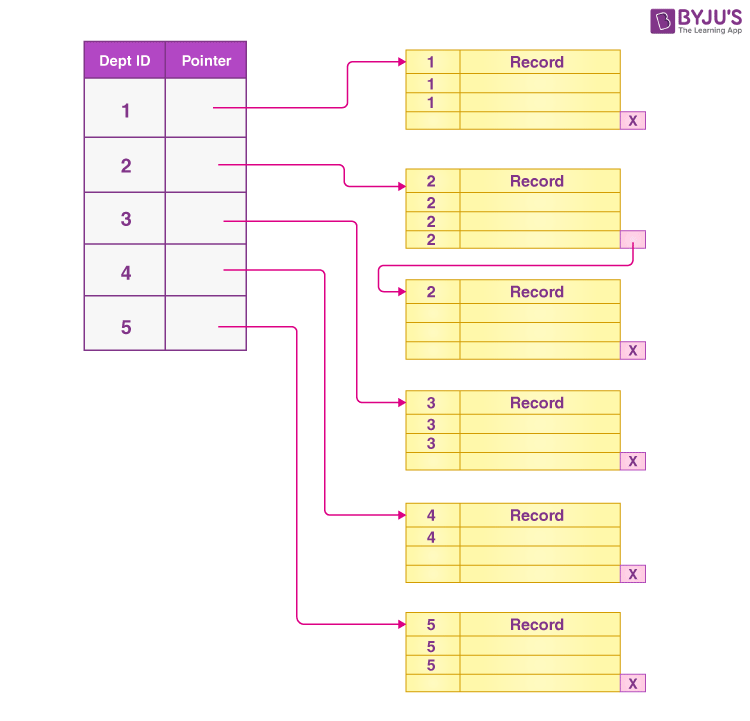 BYJU'S
The Learning App
Dept ID Pointer
1
2
3
4
5
1 Record
1
1
X
2 Record
2
2
2
2 Record
X
3 Record
3
3
X
4 Record
4
X
5 Record
5
5
X